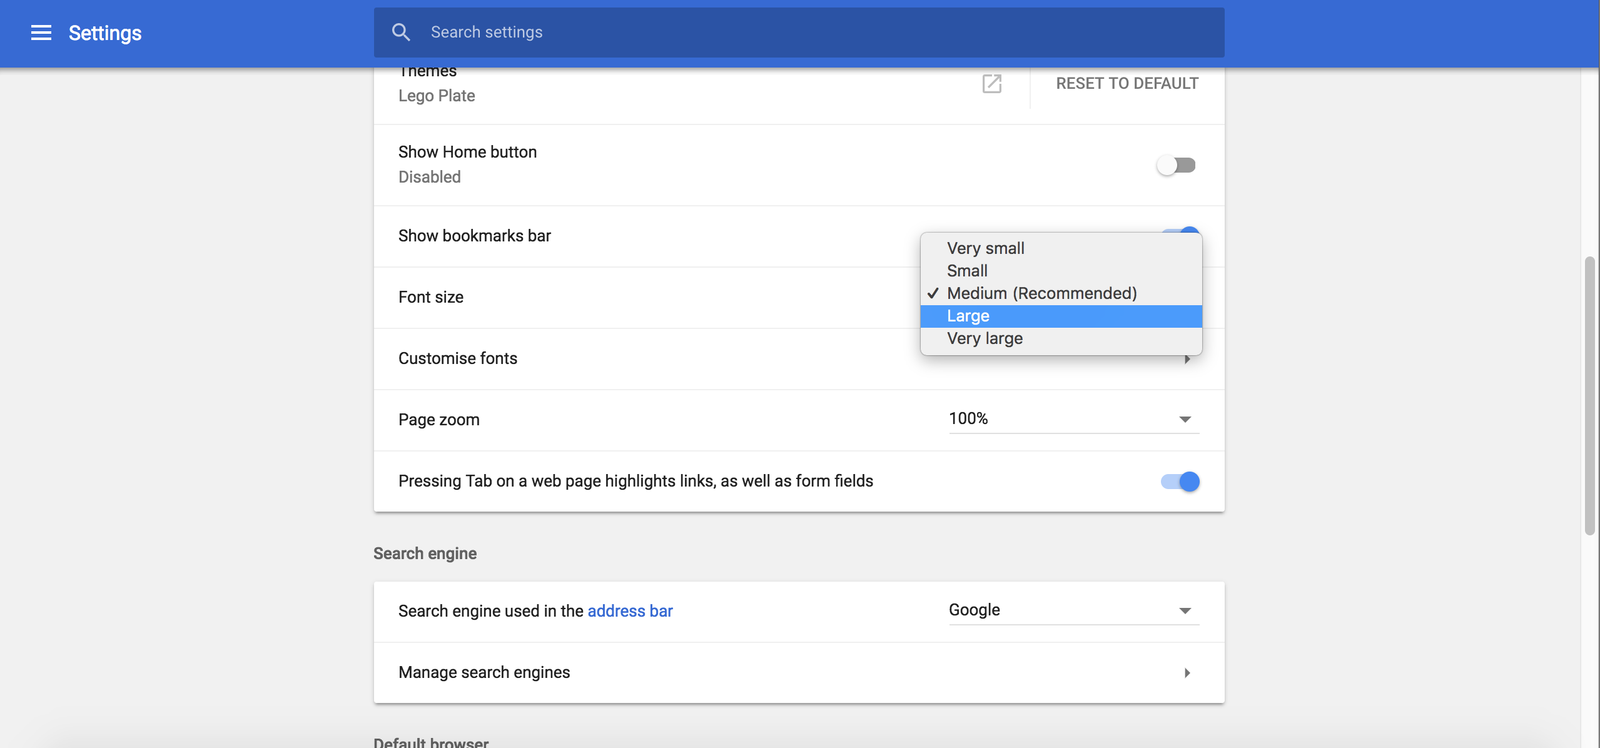 Settings
Search settings
Themes
Lego Plate
RESET TO DEFAULT
Show Home button
Disabled
Show bookmarks bar
Very small
Small
Font size
✓ Medium (Recommended)
Large
Very large
Customise fonts
Page zoom
100%
Pressing Tab on a web page highlights links, as well as form fields
Search engine
Search engine used in the address bar
Google
Manage search engines
Default browser